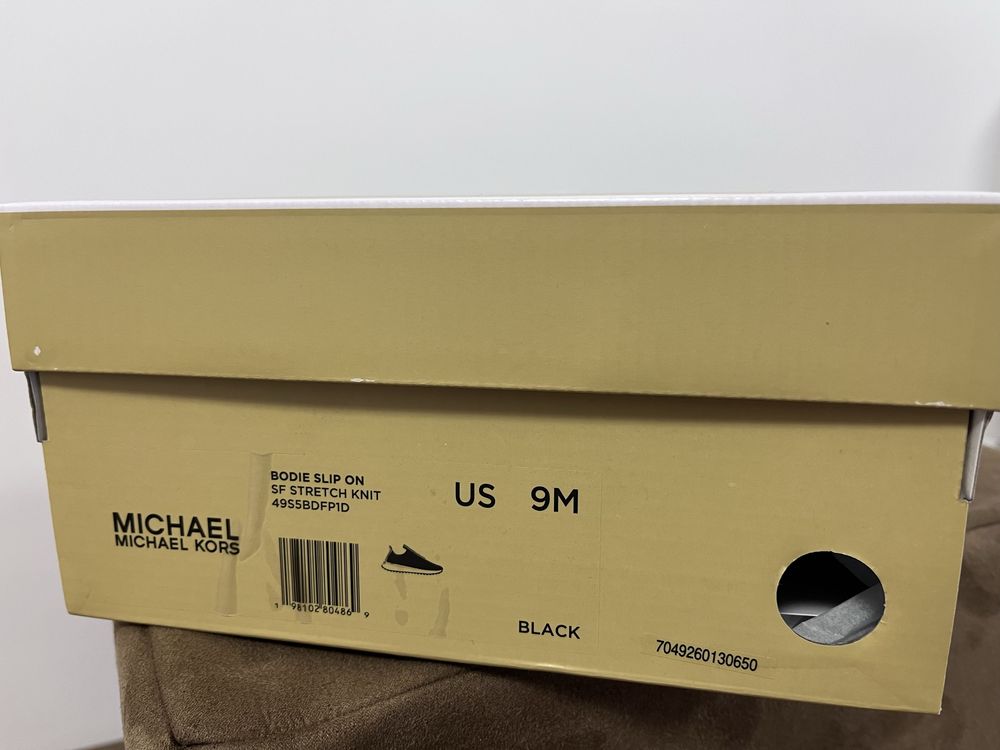 MICHAEL
MICHAEL KORS
BODIE SLIP ON
SF STRETCH KNIT
49S5BDFP1D
1 98102 80486 9
US 9M
BLACK
7049260130650